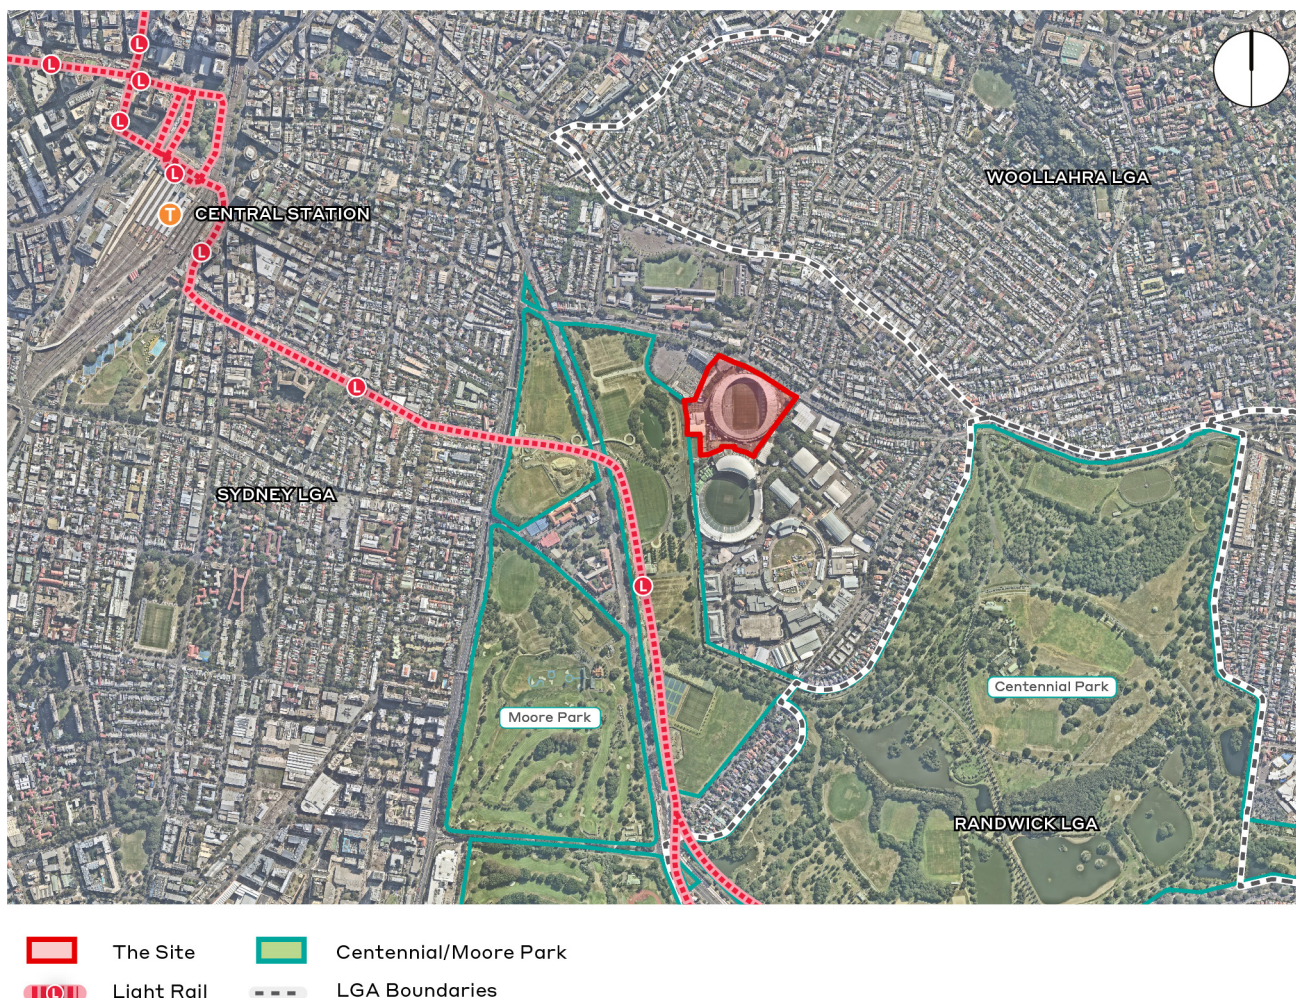 L
L
L
L
L
WOOLLAHRA LGA
T CENTRAL STATION
L
L
SYDNEY LGA
L
Centennial Park
Moore Park
RANDWICK LGA
The Site
Centennial/Moore Park
L Light Rail
LGA Boundaries